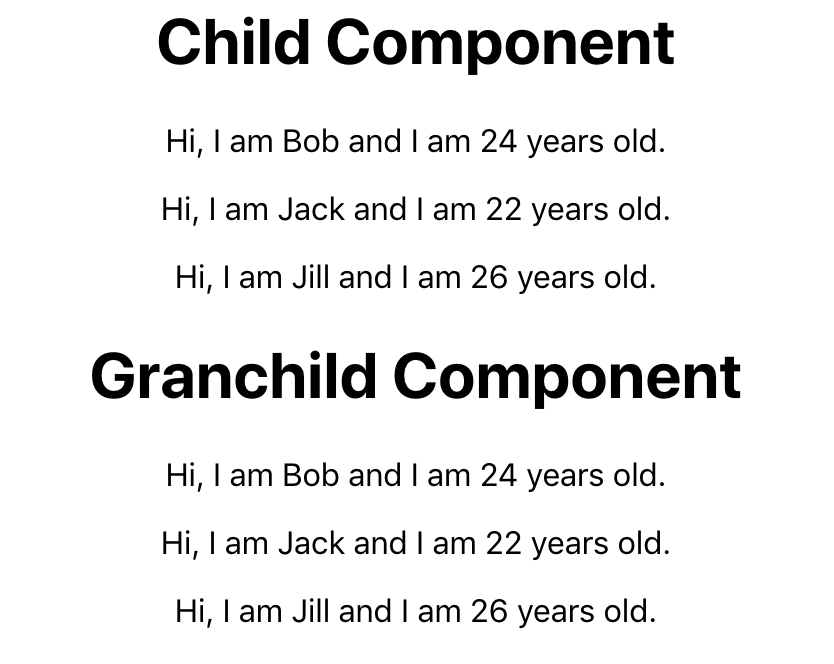 Child Component
Hi, I am Bob and I am 24 years old.
Hi, I am Jack and I am 22 years old.
Hi, I am Jill and I am 26 years old.
Granchild Component
Hi, I am Bob and I am 24 years old.
Hi, I am Jack and I am 22 years old.
Hi, I am Jill and I am 26 years old.